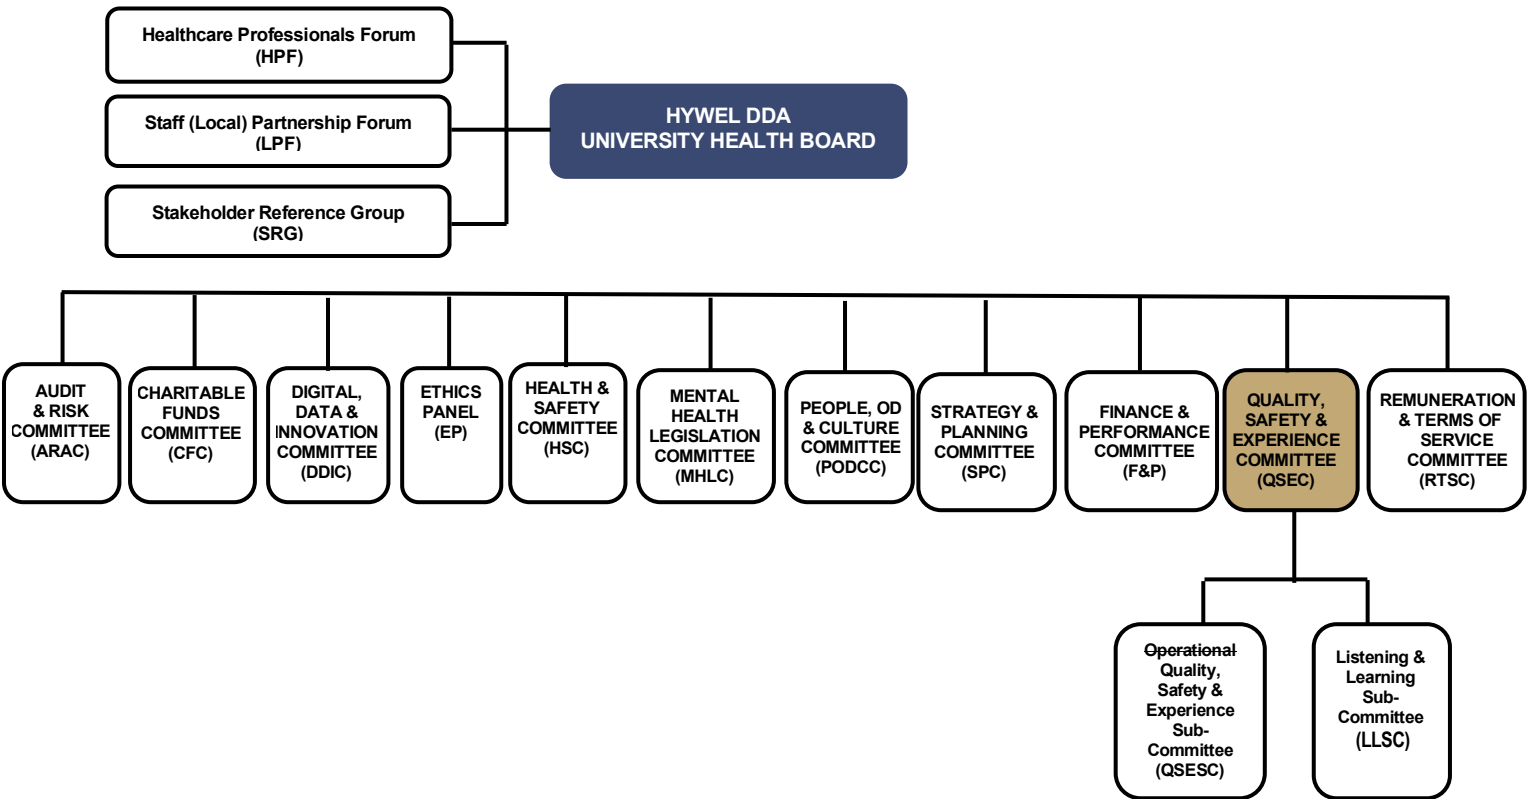 Healthcare Professionals Forum
(HPF)
Staff (Local) Partnership Forum
(LPF)
Stakeholder Reference Group
(SRG)
HYWEL DDA
UNIVERSITY HEALTH BOARD
AUDIT
& RISK
COMMITTEE
(ARAC)
CHARITABLE
FUNDS
COMMITTEE
(CFC)
DIGITAL,
DATA &
INNOVATION
COMMITTEE
(DDIC)
ETHICS
PANEL
(EP)
HEALTH &
SAFETY
COMMITTEE
(HSC)
MENTAL
HEALTH
LEGISLATION
COMMITTEE
(MHLC)
PEOPLE, OD
& CULTURE
COMMITTEE
(PODCC)
STRATEGY &
PLANNING
COMMITTEE
(SPC)
FINANCE &
PERFORMANCE
COMMITTEE
(F&P)
QUALITY,
SAFETY &
EXPERIENCE
COMMITTEE
(QSEC)
REMUNERATION
& TERMS OF
SERVICE
COMMITTEE
(RTSC)
Operational
Quality,
Safety &
Experience
Sub-
Committee
(QSESC)
Listening &
Learning
Sub-
Committee
(LLSC)